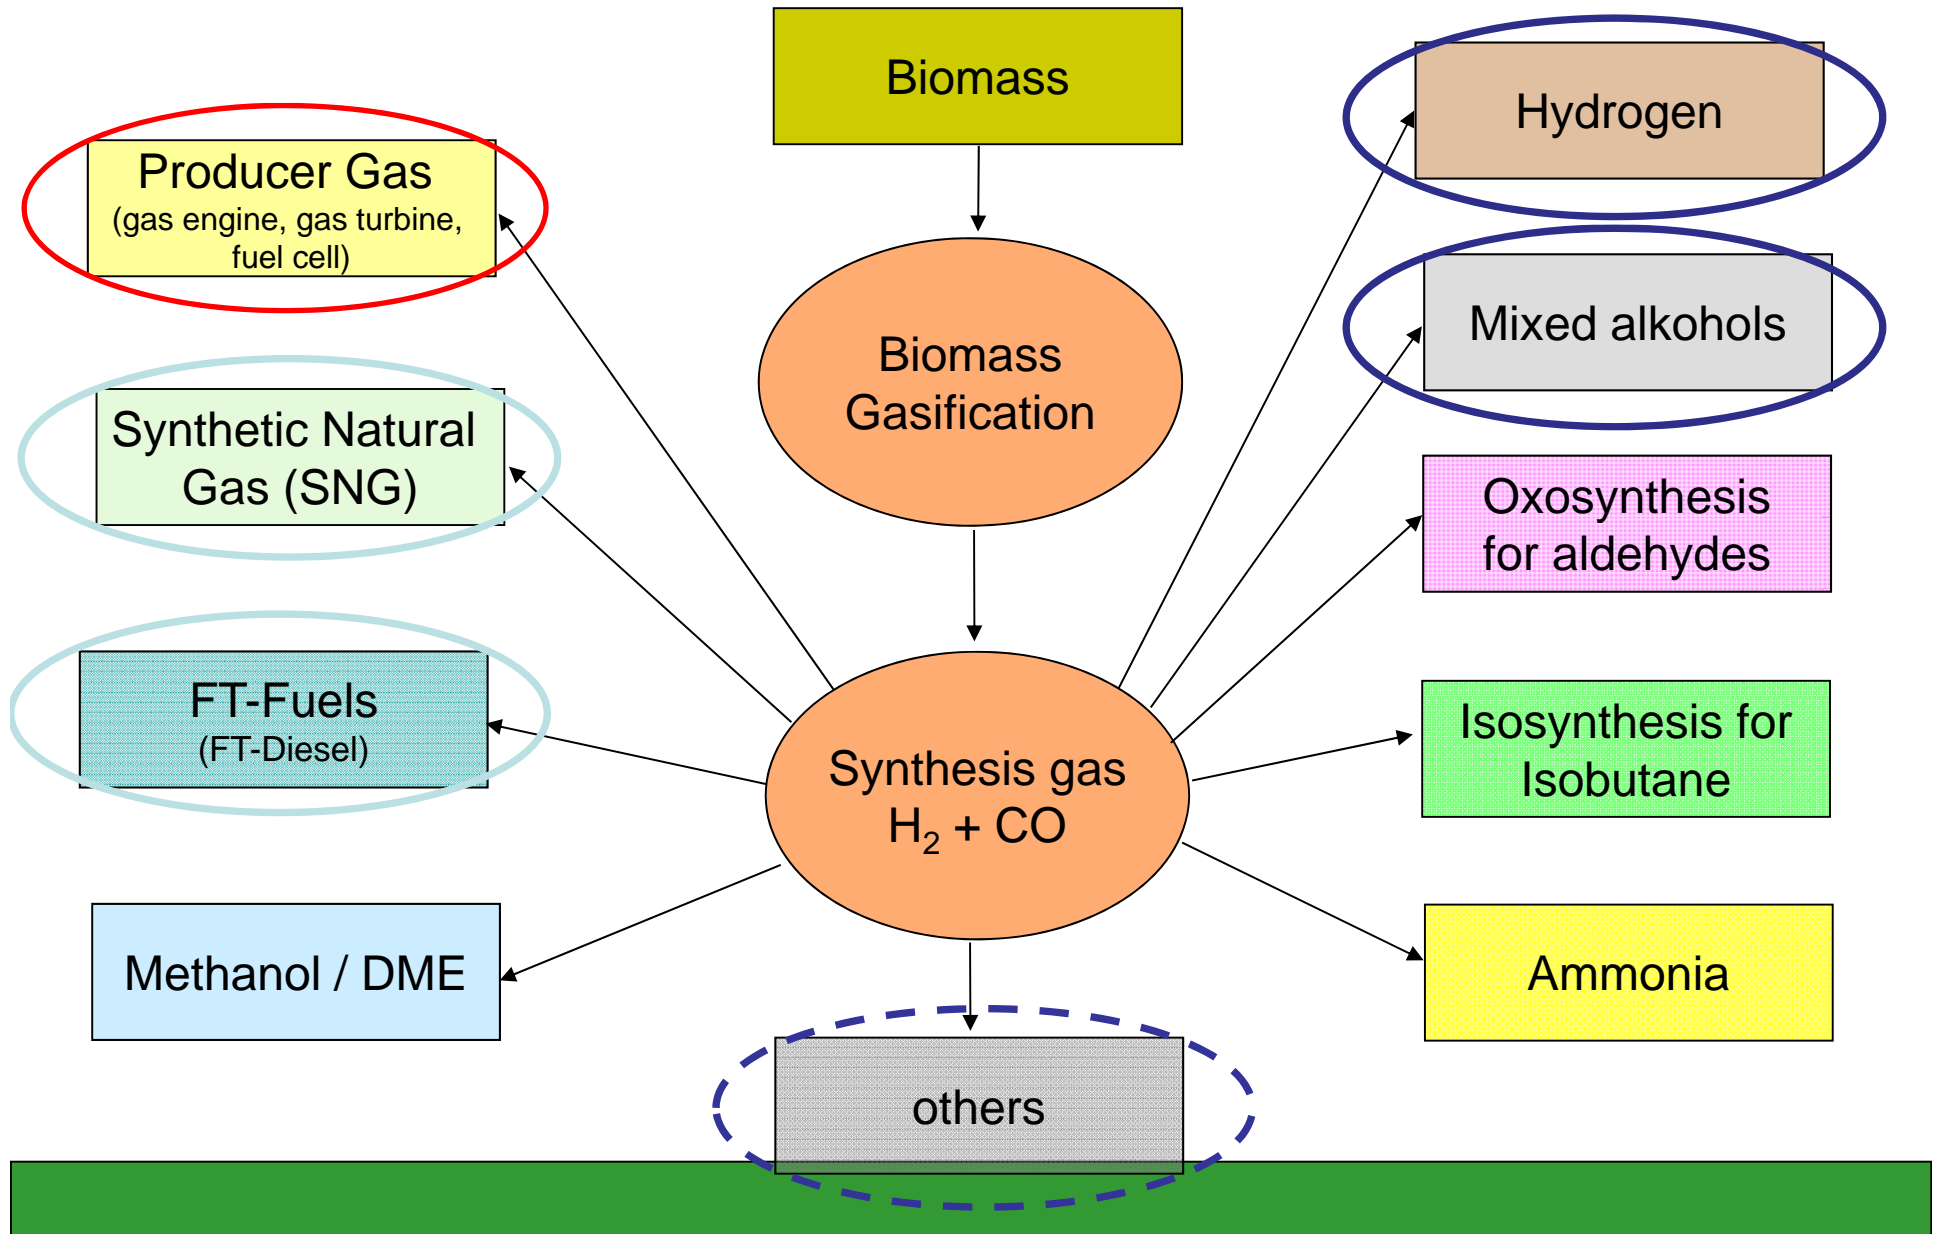 Biomass
Hydrogen
Producer Gas
(gas engine, gas turbine,
fuel cell)
Mixed alkohols
Biomass
Gasification
Synthetic Natural
Gas (SNG)
Oxosynthesis
for aldehydes
FT-Fuels
(FT-Diesel)
Isosynthesis for
Isobutane
Synthesis gas
H₂ + CO
Methanol / DME
Ammonia
others